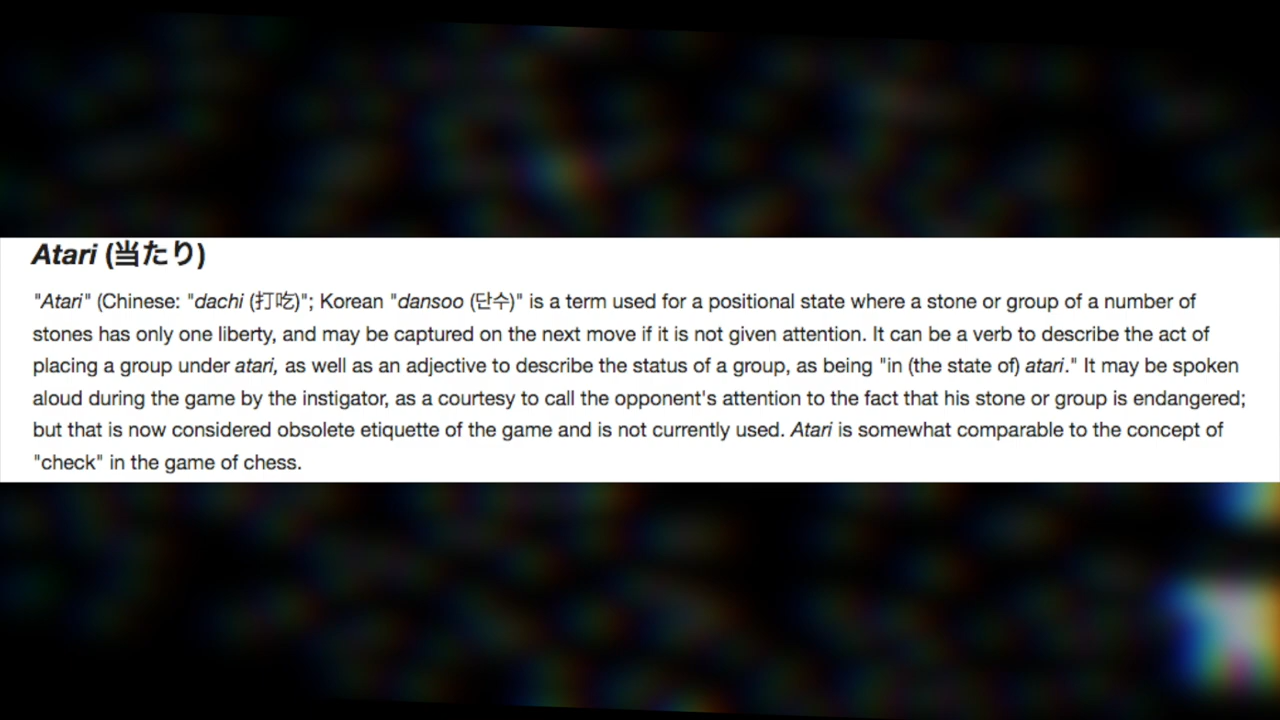 Atari (当たり)
"Atari" (Chinese: "dachi (打吃)"; Korean "dansoo (단수)" is a term used for a positional state where a stone or group of a number of
stones has only one liberty, and may be captured on the next move if it is not given attention. It can be a verb to describe the act of
placing a group under atari, as well as an adjective to describe the status of a group, as being "in (the state of) atari." It may be spoken
aloud during the game by the instigator, as a courtesy to call the opponent's attention to the fact that his stone or group is endangered;
but that is now considered obsolete etiquette of the game and is not currently used. Atari is somewhat comparable to the concept of
"check" in the game of chess.